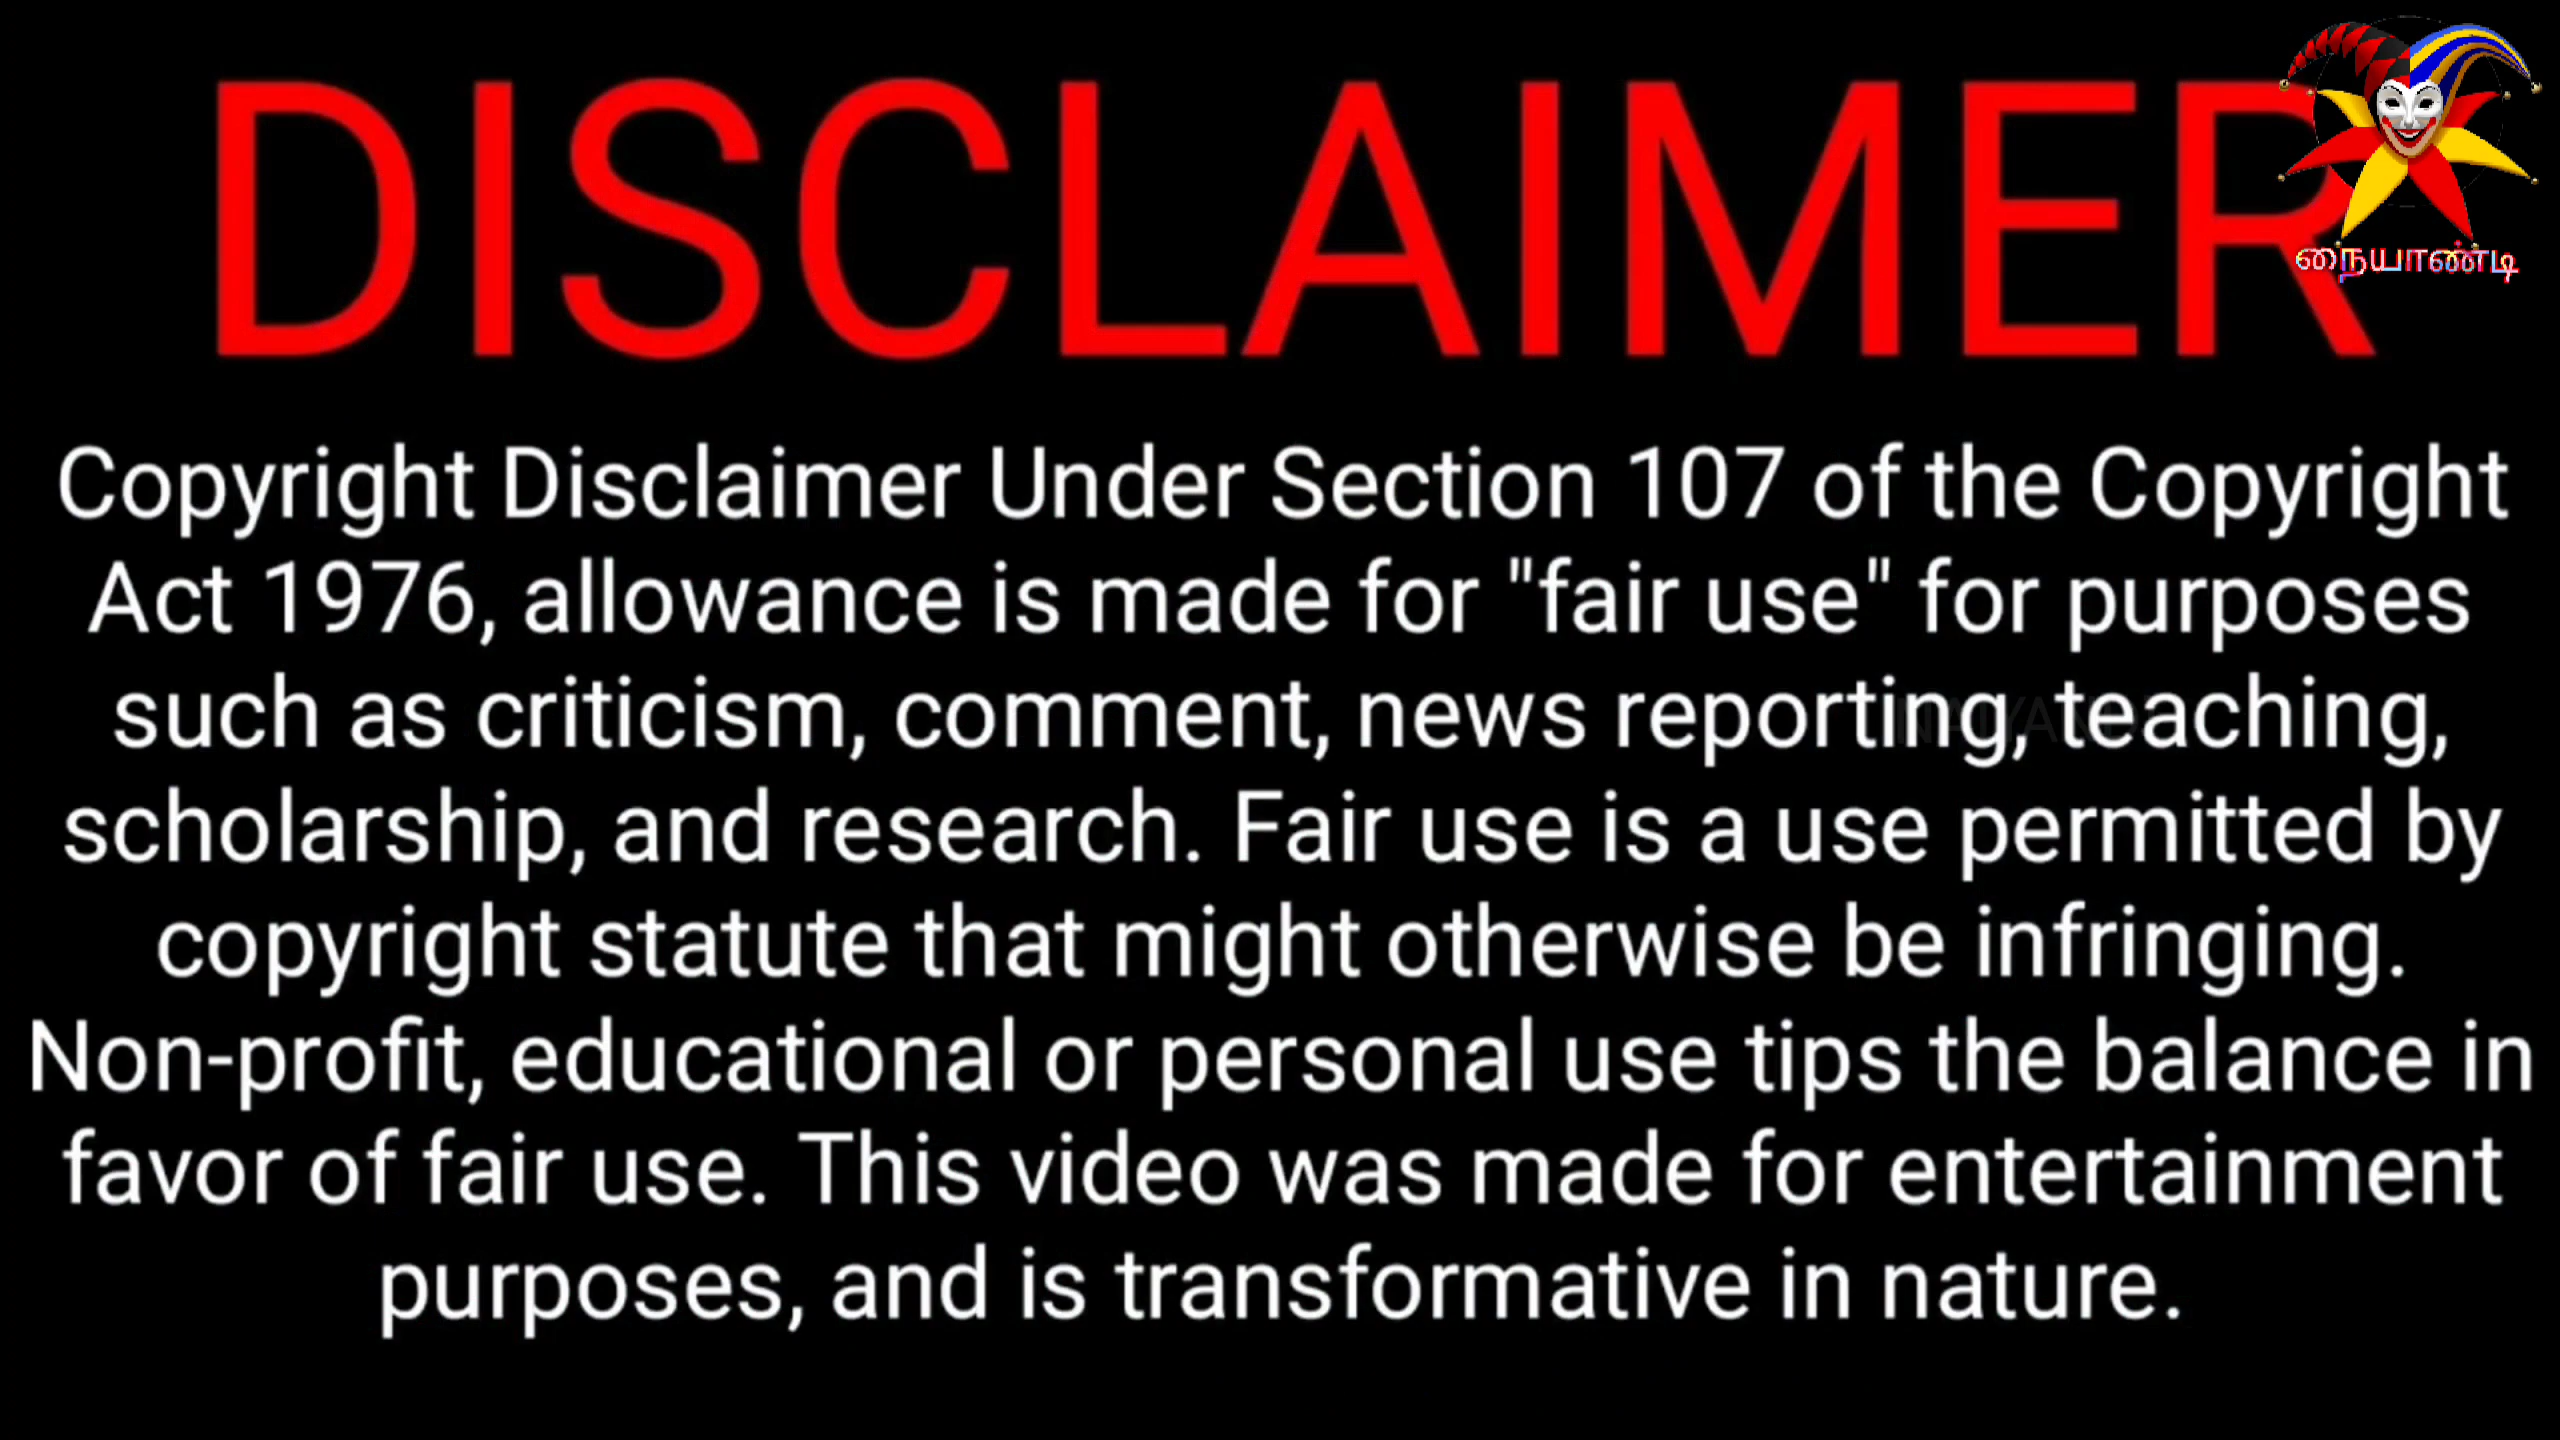 DISCLAIMER
நையாண்டி
Copyright Disclaimer Under Section 107 of the Copyright
Act 1976, allowance is made for "fair use" for purposes
such as criticism, comment, news reporting, teaching,
scholarship, and research. Fair use is a use permitted by
copyright statute that might otherwise be infringing.
Non-profit, educational or personal use tips the balance in
favor of fair use. This video was made for entertainment
purposes, and is transformative in nature.